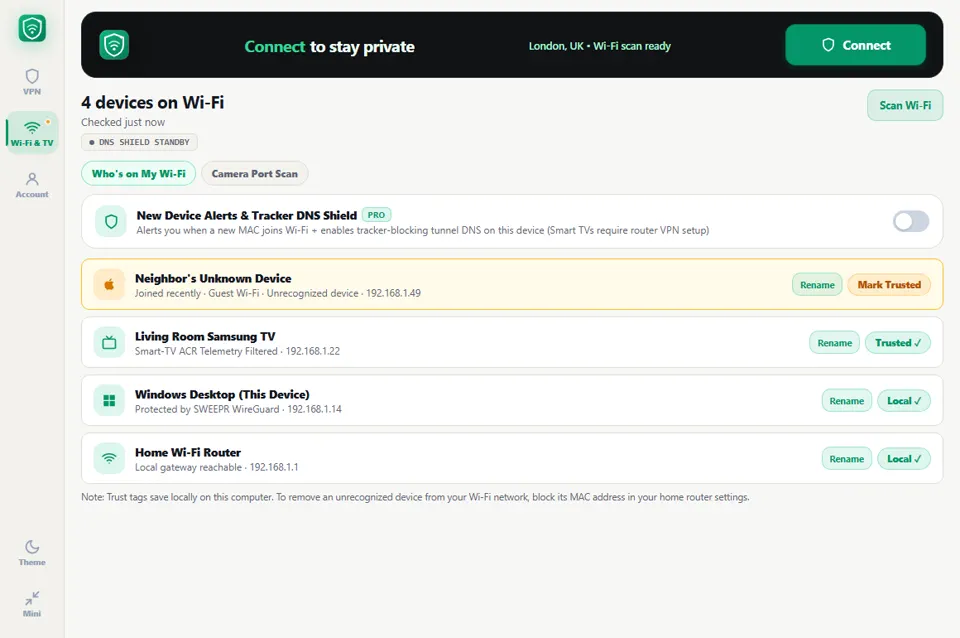 VPN
Wi-Fi & TV
Account
Theme
Mini
Connect to stay private
London, UK • Wi-Fi scan ready
Connect
4 devices on Wi-Fi
Checked just now
Scan Wi-Fi
● DNS SHIELD STANDBY
Who's on My Wi-Fi
Camera Port Scan
New Device Alerts & Tracker DNS Shield PRO
Alerts you when a new MAC joins Wi-Fi + enables tracker-blocking tunnel DNS on this device (Smart TVs require router VPN setup)
Neighbor's Unknown Device
Joined recently · Guest Wi-Fi · Unrecognized device · 192.168.1.49
Rename
Mark Trusted
Living Room Samsung TV
Smart-TV ACR Telemetry Filtered · 192.168.1.22
Rename
Trusted ✓
Windows Desktop (This Device)
Protected by SWEEPR WireGuard · 192.168.1.14
Rename
Local ✓
Home Wi-Fi Router
Local gateway reachable · 192.168.1.1
Rename
Local ✓
Note: Trust tags save locally on this computer. To remove an unrecognized device from your Wi-Fi network, block its MAC address in your home router settings.